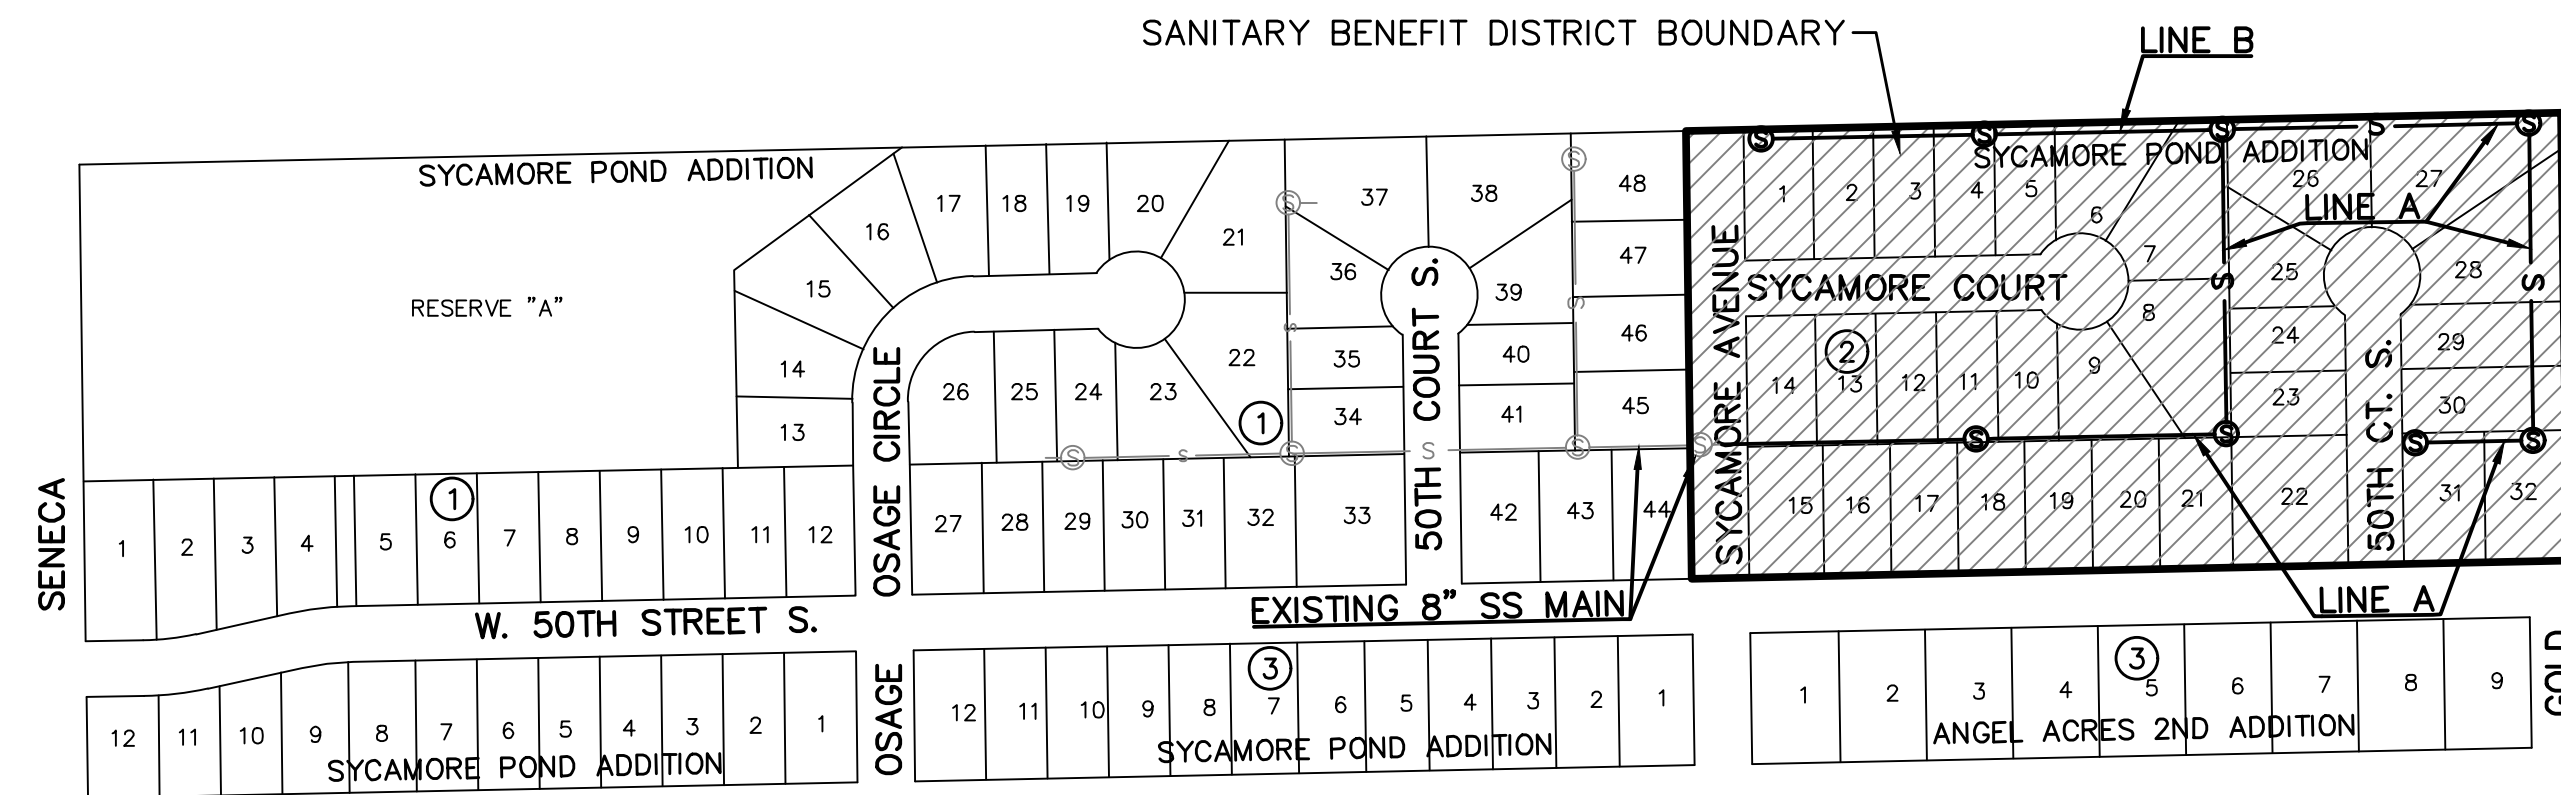 SANITARY BENEFIT DISTRICT BOUNDARY
LINE B
SYCAMORE POND ADDITION
RESERVE "A"
SENECA
OSAGE CIRCLE
13
14
15
16
17
18
19
20
21
22
23
24
25
26
1
1
2
3
4
5
1
6
7
8
9
10
11
12
27
28
29
30
31
32
33
34
35
36
37
38
39
40
41
42
43
44
45
46
47
48
50TH COURT S.
S
S
S
S
S
S
S
S
S
S
S
EXISTING 8" SS MAIN
W. 50TH STREET S.
SYCAMORE AVENUE
SYCAMORE AVENUE
S
S
S
S
S
SYCAMORE POND ADDITION
1
2
3
4
5
6
7
8
9
SYCAMORE COURT
2
14
13
12
11
10
15
16
17
18
19
20
21
22
23
24
25
26
27
28
29
30
31
32
LINE A
S
S
S
S
S
S
50TH CT. S.
LINE A
12
11
10
9
8
7
6
5
4
3
2
1
SYCAMORE POND ADDITION
OSAGE
12
11
10
9
8
3
7
6
5
4
3
2
1
SYCAMORE POND ADDITION
1
2
3
4
3
5
6
7
8
9
ANGEL ACRES 2ND ADDITION
GOLD